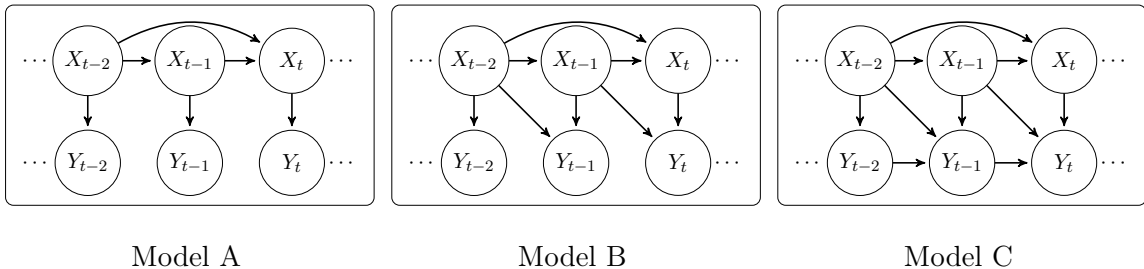 ··· X_{t−2} X_{t−1} X_t ···
··· Y_{t−2} Y_{t−1} Y_t ···
Model A
··· X_{t−2} X_{t−1} X_t ···
··· Y_{t−2} Y_{t−1} Y_t ···
Model B
··· X_{t−2} X_{t−1} X_t ···
··· Y_{t−2} Y_{t−1} Y_t ···
Model C